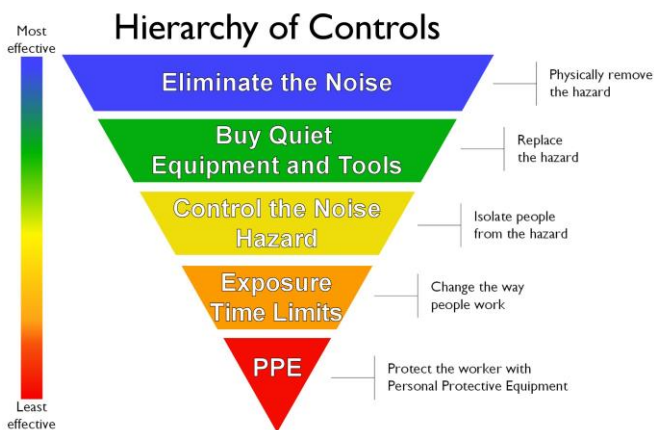 Most
effective
Hierarchy of Controls
Eliminate the Noise
Physically remove
the hazard
Buy Quiet
Equipment and Tools
Replace
the hazard
Control the Noise
Hazard
Isolate people
from the hazard
Exposure
Time Limits
Change the way
people work
PPE
Protect the worker with
Personal Protective Equipment
Least
effective